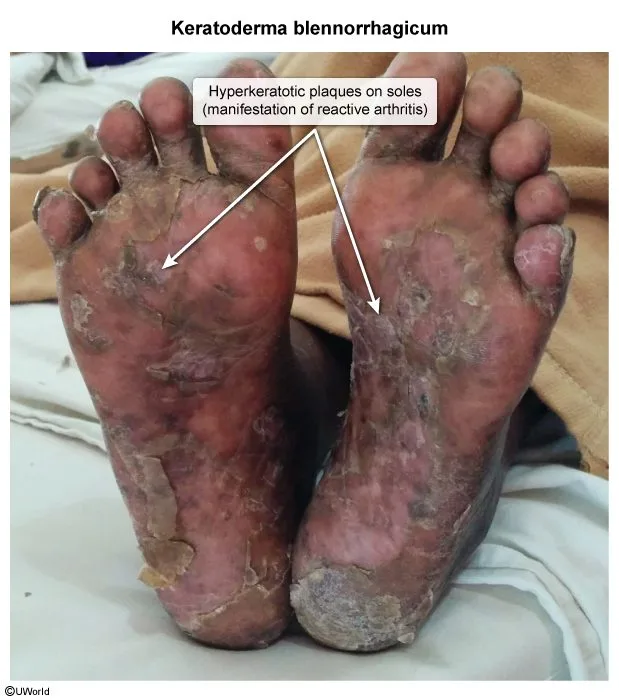 Keratoderma blennorrhagicum
Hyperkeratotic plaques on soles
(manifestation of reactive arthritis)
©UWorld